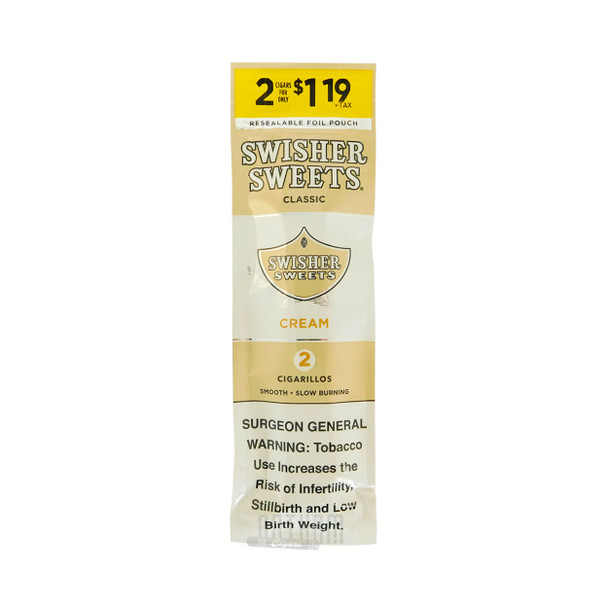 2 CIGARS FOR ONLY $1 19 + TAX
RESEALABLE FOIL POUCH
SWISHER
SWEETS®
CLASSIC
SWISHER
SWEETS
CREAM
2
CIGARILLOS
SMOOTH • SLOW BURNING
SURGEON GENERAL
WARNING: Tobacco
Use Increases the
Risk of Infertility,
Stillbirth and Low
Birth Weight.